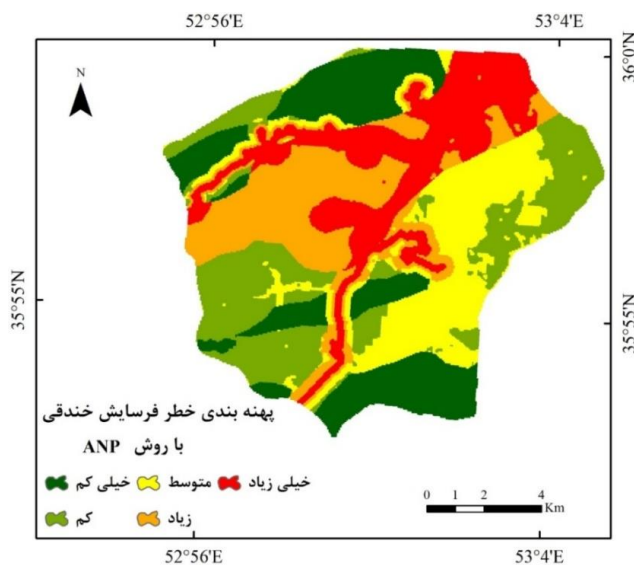 52°56'E
53°4'E
N
36°0'N
35°55'N
35°55'N
پهنه بندی خطر فرسایش خندقی
با روش ANP
خیلی کم
متوسط
خیلی زیاد
کم
زیاد
0 1 2 4
Km
52°56'E
53°4'E